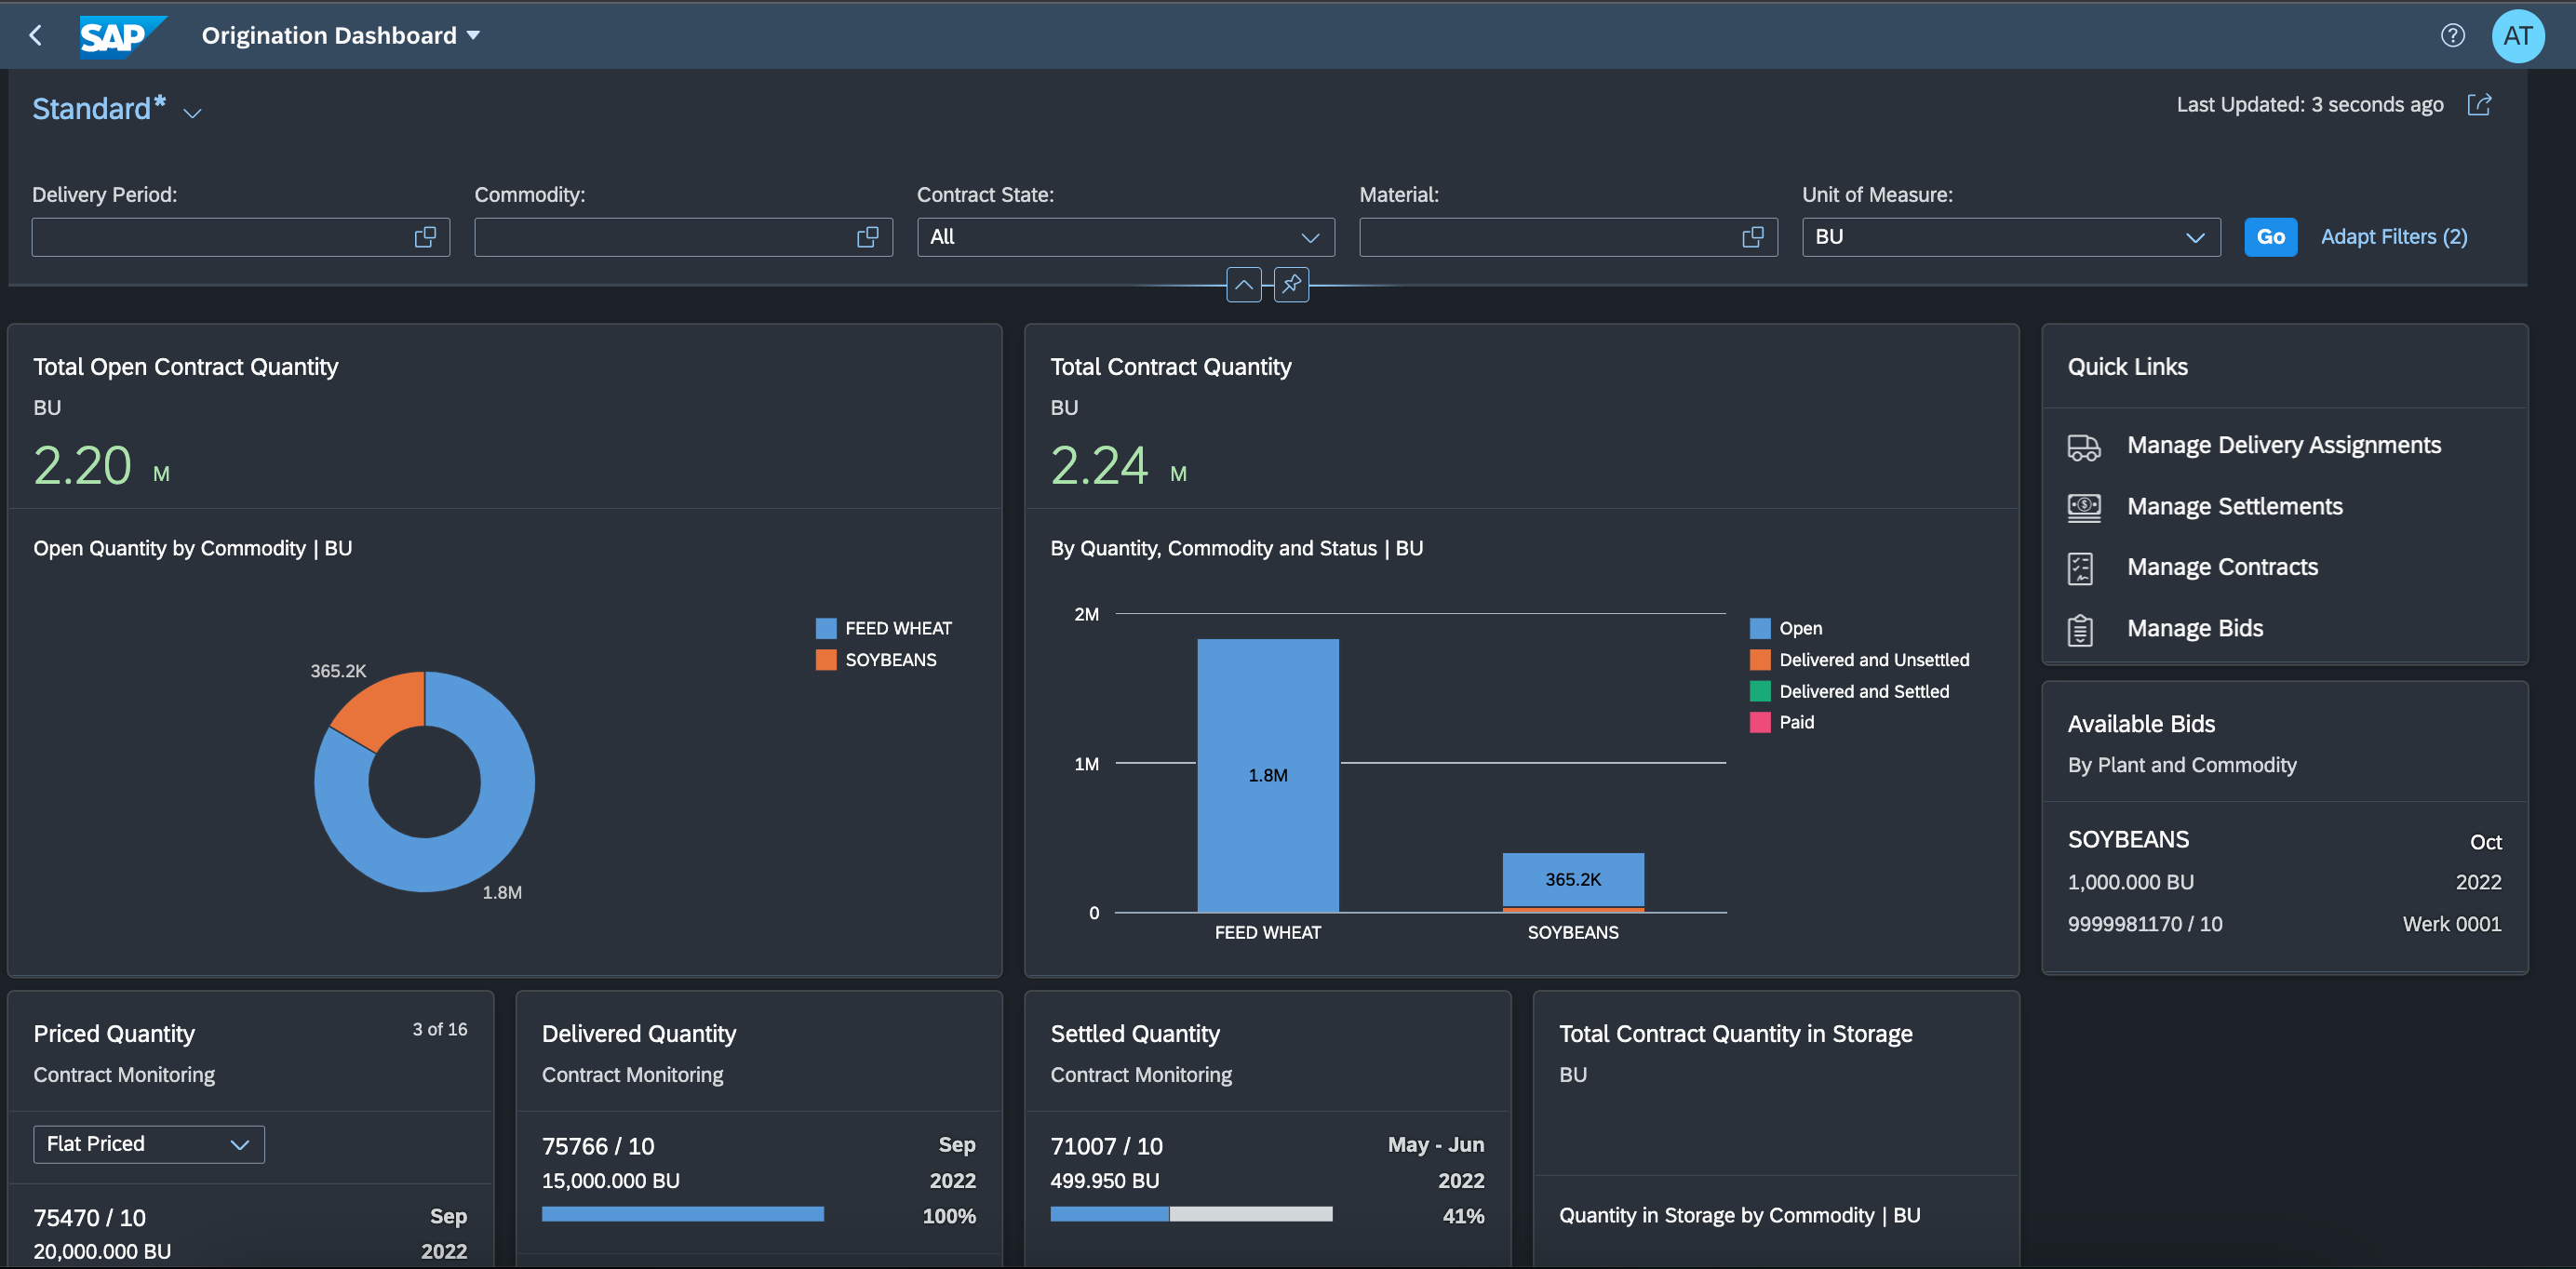 SAP
Origination Dashboard
AT
Standard*
Last Updated: 3 seconds ago
Delivery Period:
Commodity:
Contract State:
Material:
Unit of Measure:
All
BU
Go
Adapt Filters (2)
Total Open Contract Quantity
BU
2.20 M
Open Quantity by Commodity | BU
365.2K
1.8M
FEED WHEAT
SOYBEANS
Total Contract Quantity
BU
2.24 M
By Quantity, Commodity and Status | BU
2M
1M
0
1.8M
365.2K
FEED WHEAT
SOYBEANS
Open
Delivered and Unsettled
Delivered and Settled
Paid
Quick Links
Manage Delivery Assignments
Manage Settlements
Manage Contracts
Manage Bids
Available Bids
By Plant and Commodity
SOYBEANS Oct
1,000.000 BU 2022
9999981170 / 10 Werk 0001
Priced Quantity 3 of 16
Contract Monitoring
Flat Priced
75470 / 10 Sep
20,000.000 BU 2022
Delivered Quantity
Contract Monitoring
75766 / 10 Sep
15,000.000 BU 2022
100%
Settled Quantity
Contract Monitoring
71007 / 10 May - Jun
499.950 BU 2022
41%
Total Contract Quantity in Storage
BU
Quantity in Storage by Commodity | BU